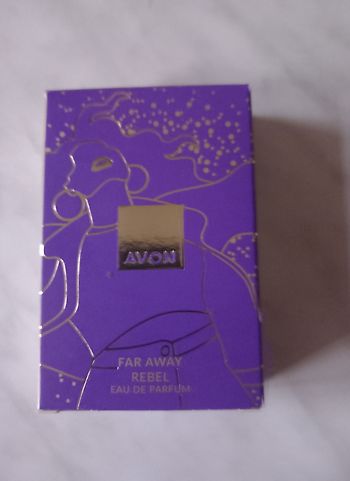 AVON
FAR AWAY
REBEL
EAU DE PARFUM